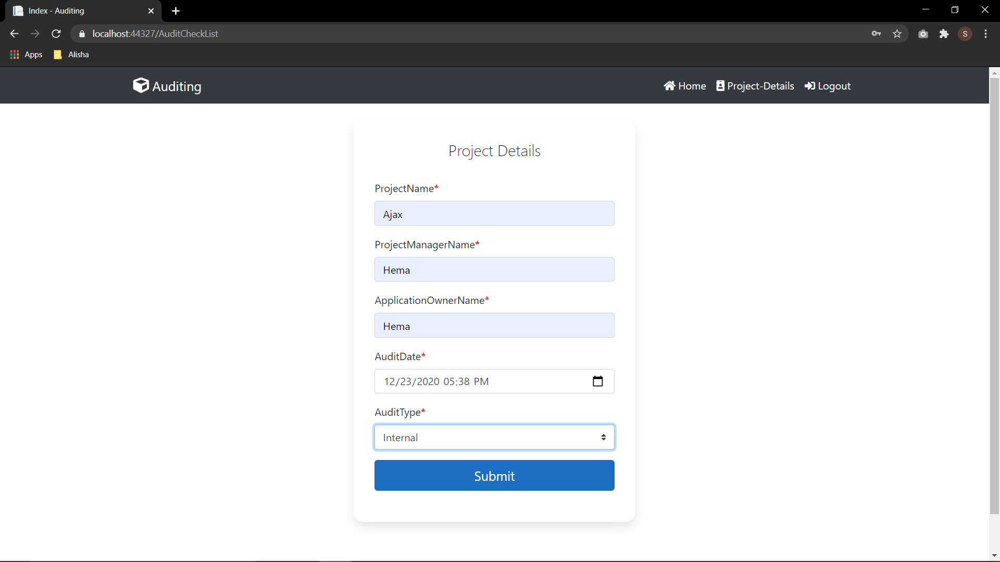 Index - Auditing
localhost:44327/AuditCheckList
S
Apps
Alisha
Auditing
Home
Project-Details
Logout
Project Details
ProjectName*
Ajax
ProjectManagerName*
Hema
ApplicationOwnerName*
Hema
AuditDate*
12/23/2020 05:38 PM
AuditType*
Internal
Submit